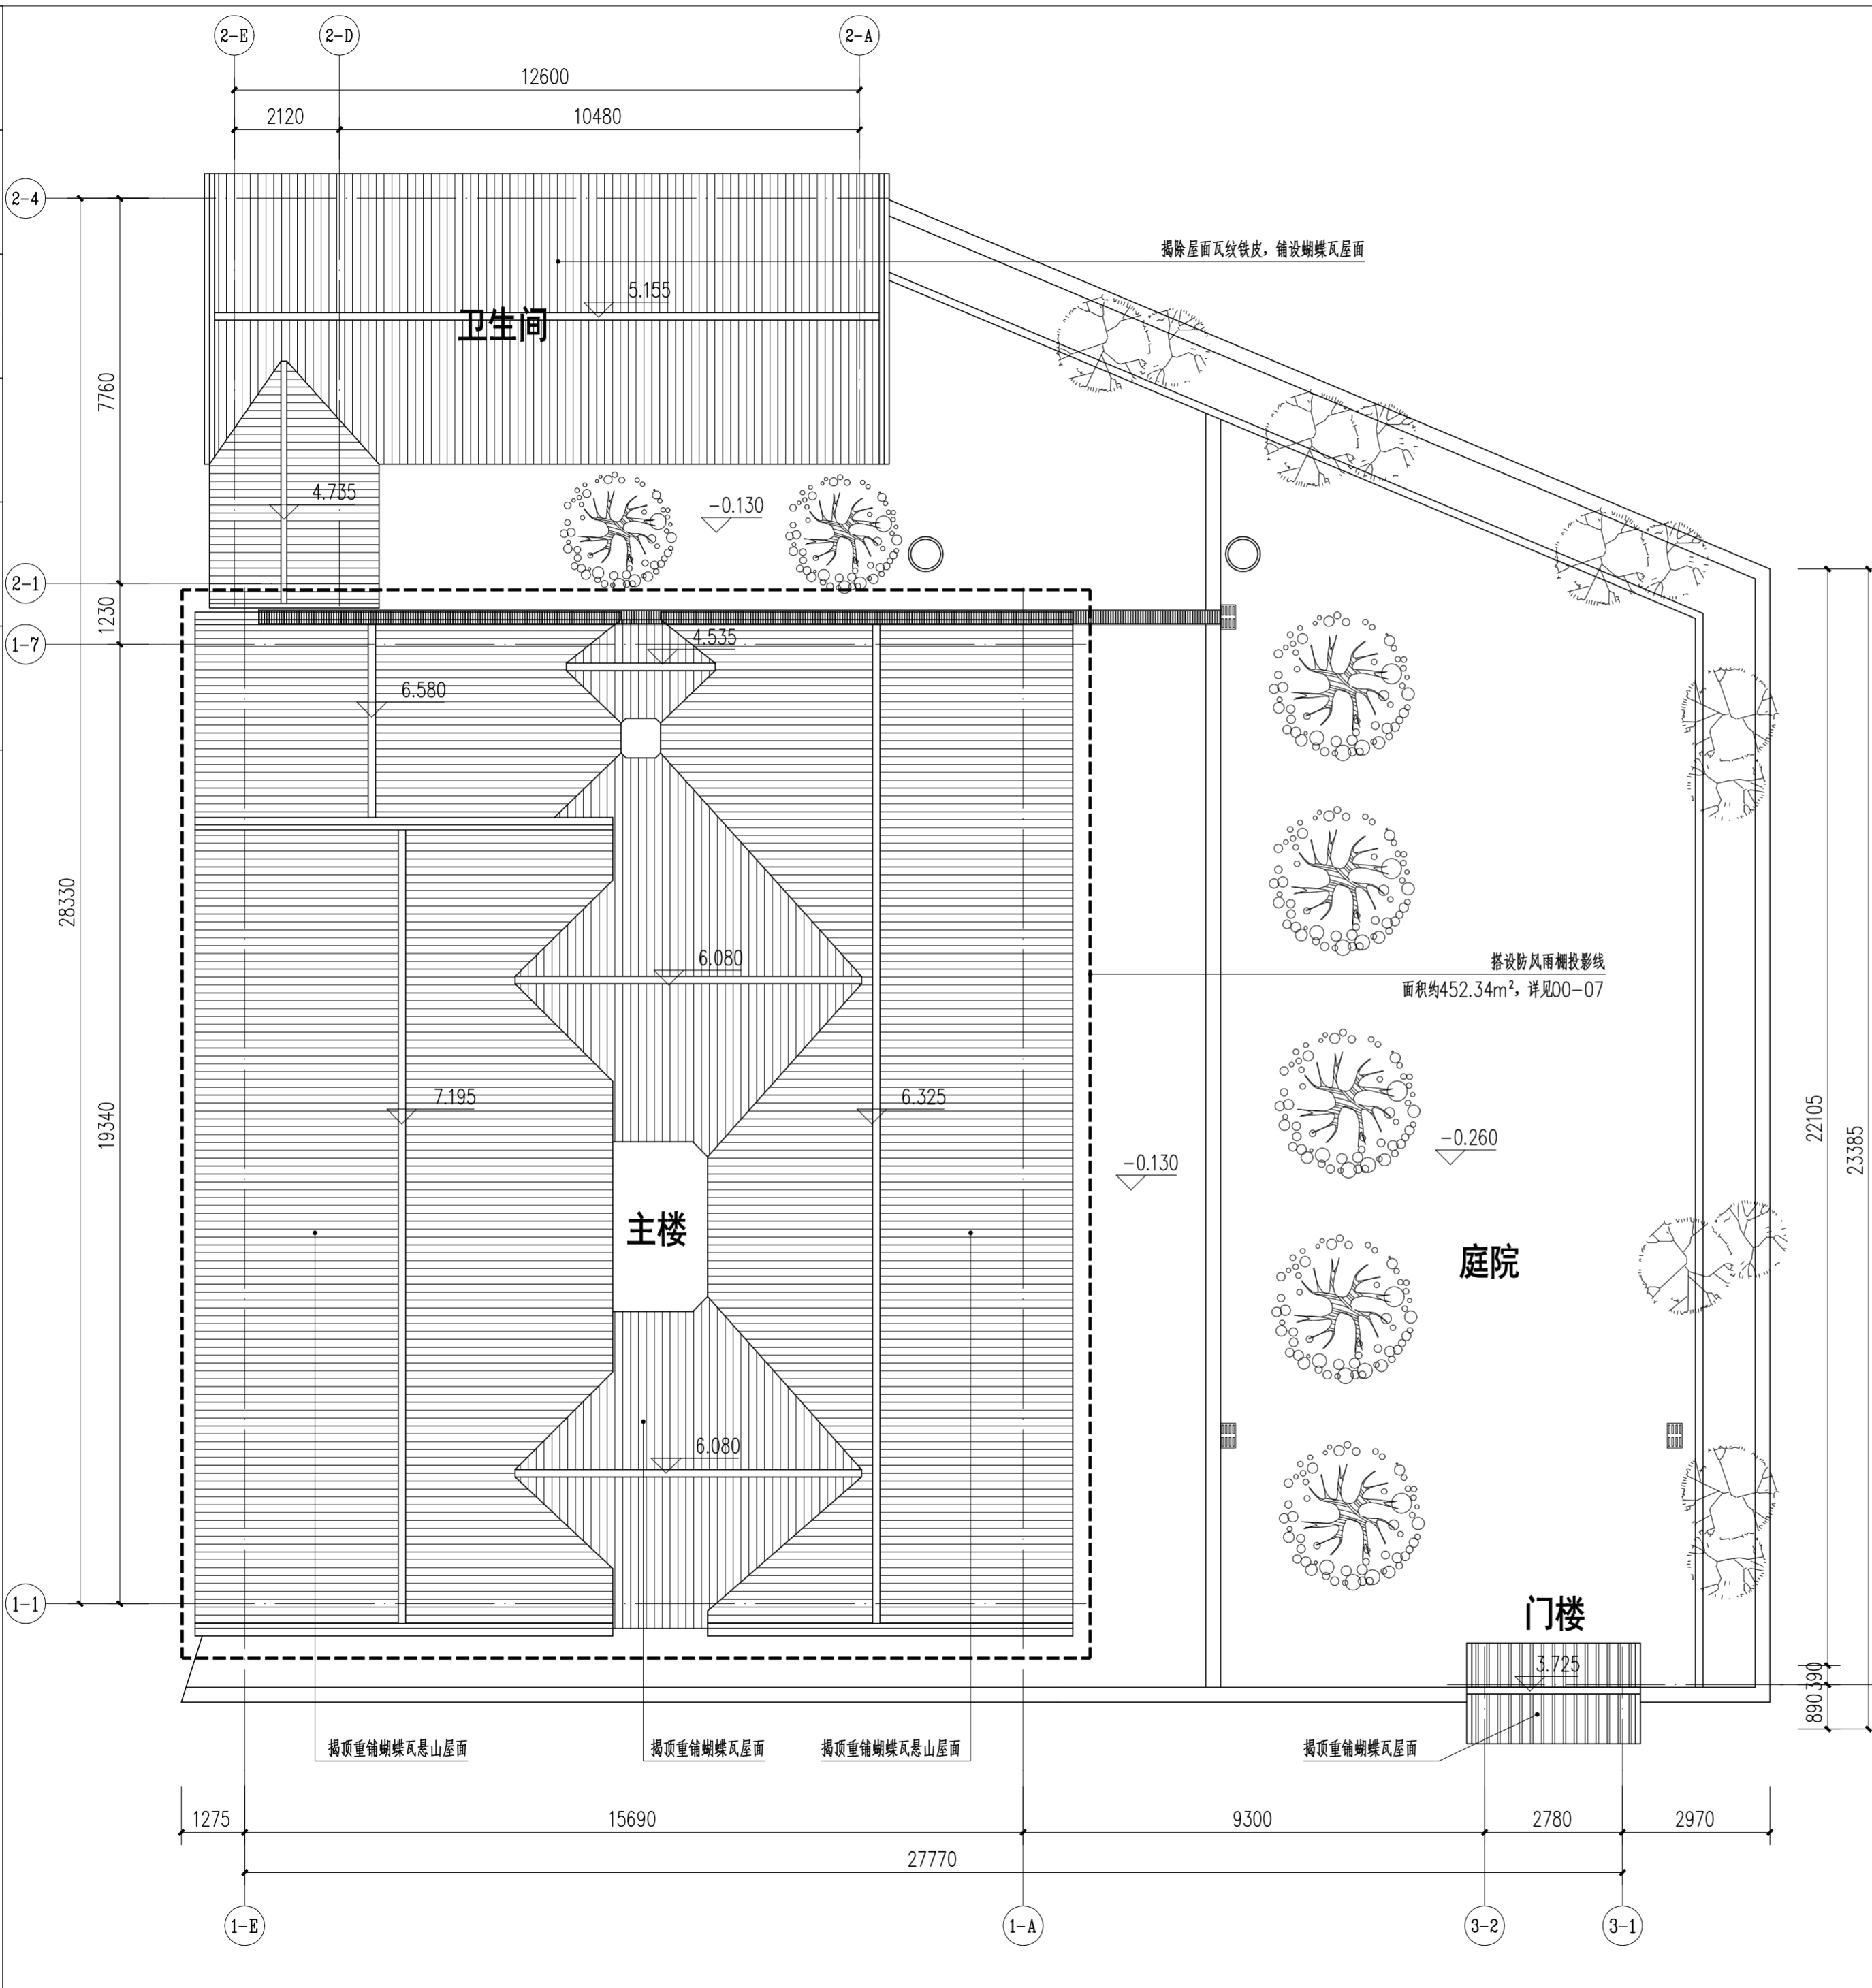 2-E
2-D
2-A
12600
2120
10480
2-4
揭除屋面瓦纹铁皮，铺设蝴蝶瓦屋面
5.155
卫生间
7760
4.735
-0.130
2-1
1230
1-7
4.535
6.580
28330
6.080
搭设防风雨棚投影线
面积约452.34m²，详见00-07
19340
7.195
6.325
-0.260
-0.130
22105
23385
主楼
庭院
6.080
1-1
门楼
3.725
390
890
揭顶重铺蝴蝶瓦悬山屋面
揭顶重铺蝴蝶瓦屋面
揭顶重铺蝴蝶瓦悬山屋面
揭顶重铺蝴蝶瓦屋面
1275
15690
9300
2780
2970
27770
1-E
1-A
3-2
3-1